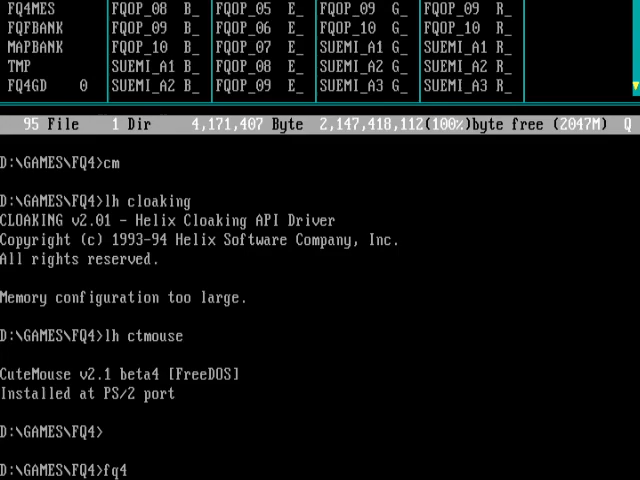 FQ4MES FQOP_08 B_ FQOP_05 E_ FQOP_09 G_ FQOP_09 R_
FQFBANK FQOP_09 B_ FQOP_06 E_ FQOP_10 G_ FQOP_10 R_
MAPBANK FQOP_10 B_ FQOP_07 E_ SUEMI_A1 G_ SUEMI_A1 R_
TMP SUEMI_A1 B_ FQOP_08 E_ SUEMI_A2 G_ SUEMI_A2 R_
FQ4GD 0 SUEMI_A2 B_ FQOP_09 E_ SUEMI_A3 G_ SUEMI_A3 R_
95 File 1 Dir 4,171,407 Byte 2,147,418,112(100%)byte free (2047M) Q
D:\GAMES\FQ4>cm
D:\GAMES\FQ4>lh cloaking
CLOAKING v2.01 - Helix Cloaking API Driver
Copyright (c) 1993-94 Helix Software Company, Inc.
All rights reserved.
Memory configuration too large.
D:\GAMES\FQ4>lh ctmouse
CuteMouse v2.1 beta4 [FreeDOS]
Installed at PS/2 port
D:\GAMES\FQ4>
D:\GAMES\FQ4>fq4